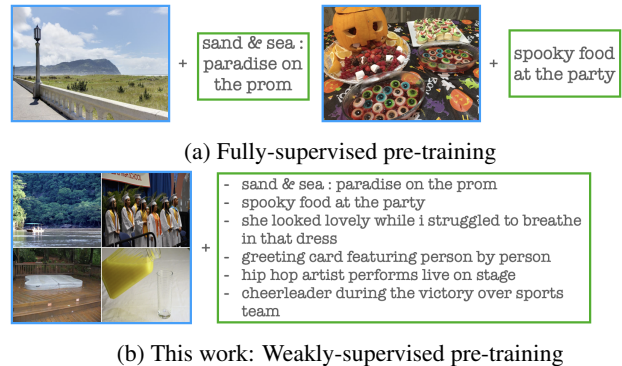 sand & sea :
paradise on
the prom
+
spooky food
at the party
+
(a) Fully-supervised pre-training
- sand & sea : paradise on the prom
- spooky food at the party
- she looked lovely while i struggled to breathe
in that dress
- greeting card featuring person by person
- hip hop artist performs live on stage
- cheerleader during the victory over sports
team
+
(b) This work: Weakly-supervised pre-training